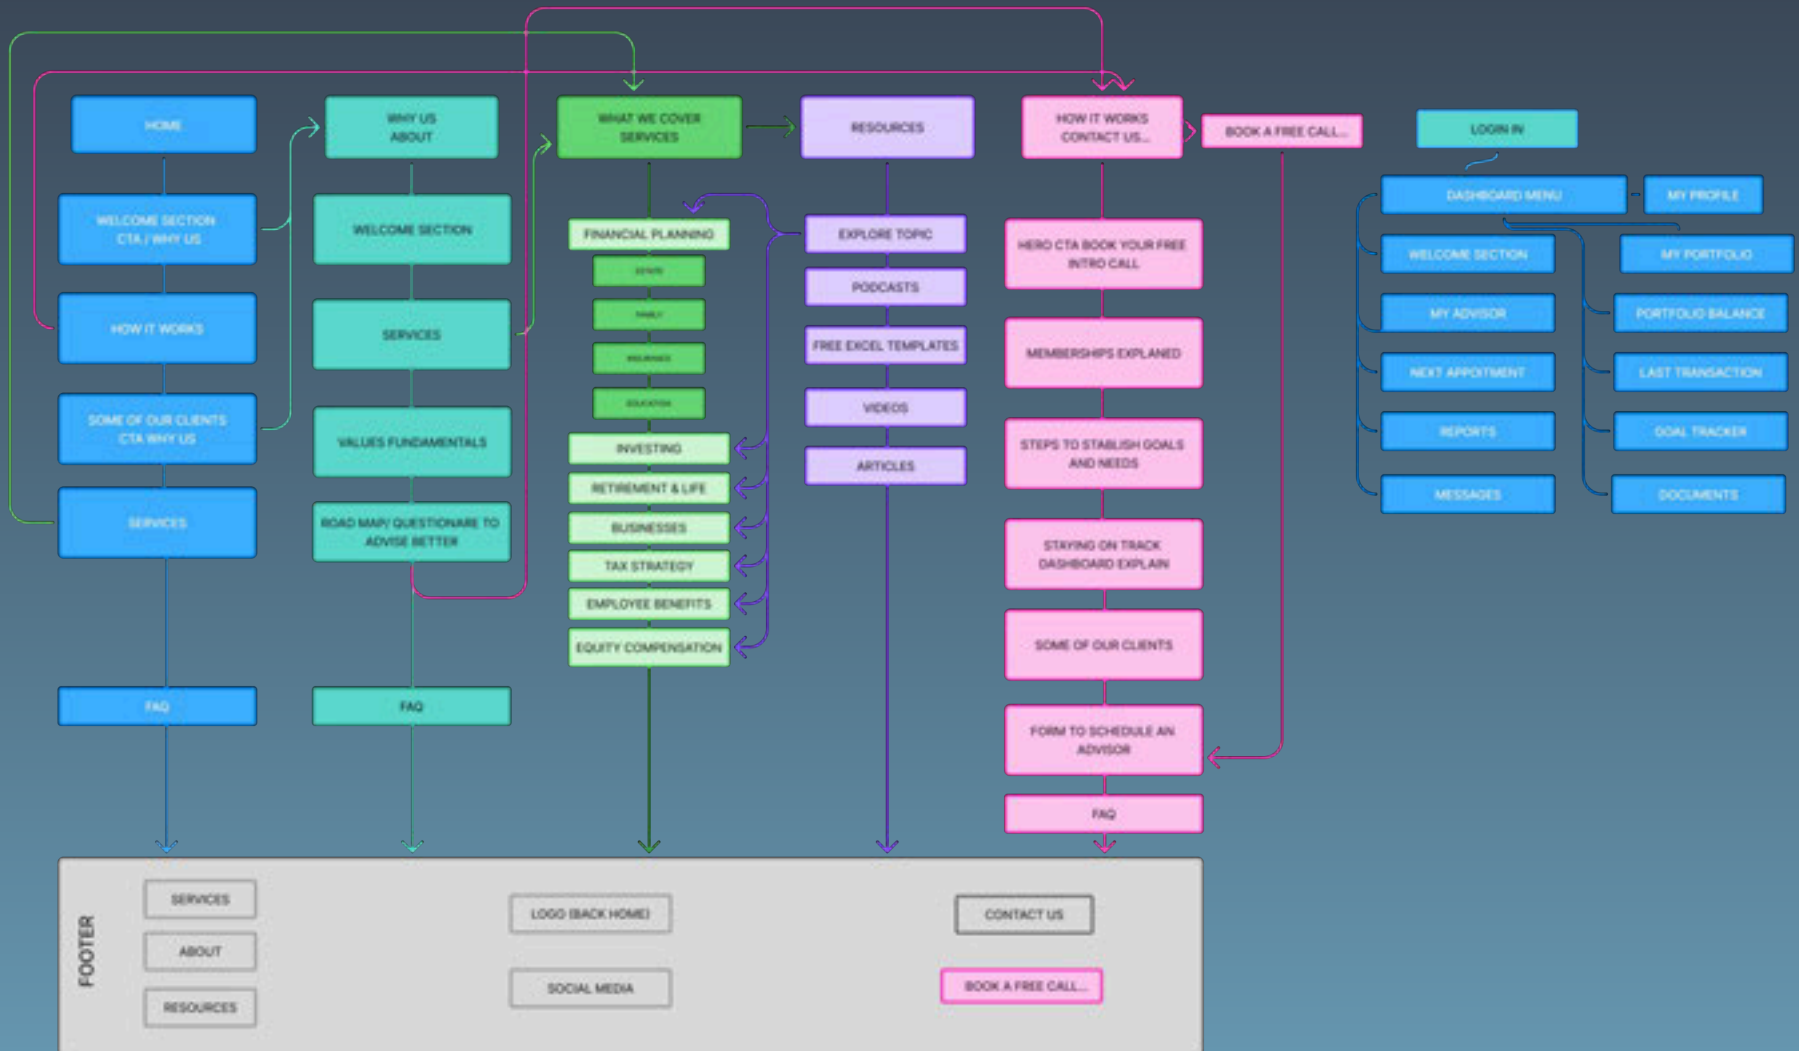 HOME
WELCOME SECTION
CTA / WHY US
HOW IT WORKS
SOME OF OUR CLIENTS
CTA WHY US
SERVICES
FAQ
WHY US
ABOUT
WELCOME SECTION
SERVICES
VALUES FUNDAMENTALS
ROAD MAP/ QUESTIONARE TO
ADVISE BETTER
FAQ
WHAT WE COVER
SERVICES
FINANCIAL PLANNING
FAMILY
INSURANCE
EDUCATION
INVESTING
RETIREMENT & LIFE
BUSINESSES
TAX STRATEGY
EMPLOYEE BENEFITS
EQUITY COMPENSATION
RESOURCES
EXPLORE TOPIC
PODCASTS
FREE EXCEL TEMPLATES
VIDEOS
ARTICLES
HOW IT WORKS
CONTACT US...
BOOK A FREE CALL...
HERO CTA BOOK YOUR FREE
INTRO CALL
MEMBERSHIPS EXPLANED
STEPS TO STABLISH GOALS
AND NEEDS
STAYING ON TRACK
DASHBOARD EXPLAIN
SOME OF OUR CLIENTS
FORM TO SCHEDULE AN
ADVISOR
FAQ
LOGIN IN
DASHBOARD MENU
MY PROFILE
WELCOME SECTION
MY ADVISOR
NEXT APPOITMENT
REPORTS
MESSAGES
MY PORTFOLIO
PORTFOLIO BALANCE
LAST TRANSACTION
GOAL TRACKER
DOCUMENTS
FOOTER
SERVICES
ABOUT
RESOURCES
LOGO (BACK HOME)
SOCIAL MEDIA
CONTACT US
BOOK A FREE CALL...